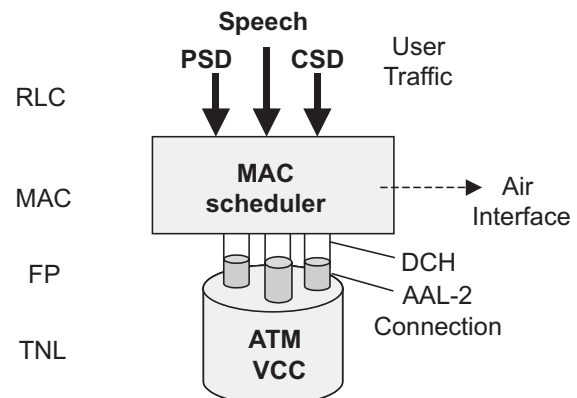 Speech
PSD
CSD
User
Traffic
RLC
MAC
scheduler
MAC
Air
Interface
DCH
FP
AAL-2
Connection
ATM
VCC
TNL